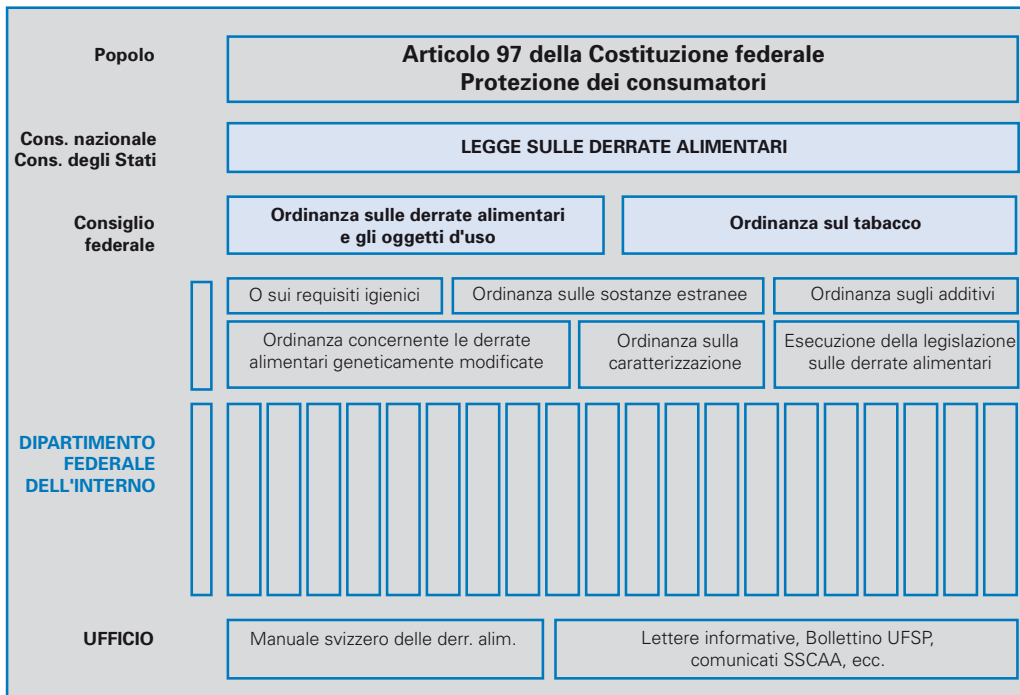 Popolo
Articolo 97 della Costituzione federale
Protezione dei consumatori
Cons. nazionale
Cons. degli Stati
LEGGE SULLE DERRATE ALIMENTARI
Consiglio
federale
Ordinanza sulle derrate alimentari
e gli oggetti d'uso
Ordinanza sul tabacco
O sui requisiti igienici
Ordinanza sulle sostanze estranee
Ordinanza sugli additivi
Ordinanza concernente le derrate
alimentari geneticamente modificate
Ordinanza sulla
caratterizzazione
Esecuzione della legislazione
sulle derrate alimentari
DIPARTIMENTO
FEDERALE
DELL'INTERNO
UFFICIO
Manuale svizzero delle derr. alim.
Lettere informative, Bollettino UFSP,
comunicati SSCAA, ecc.